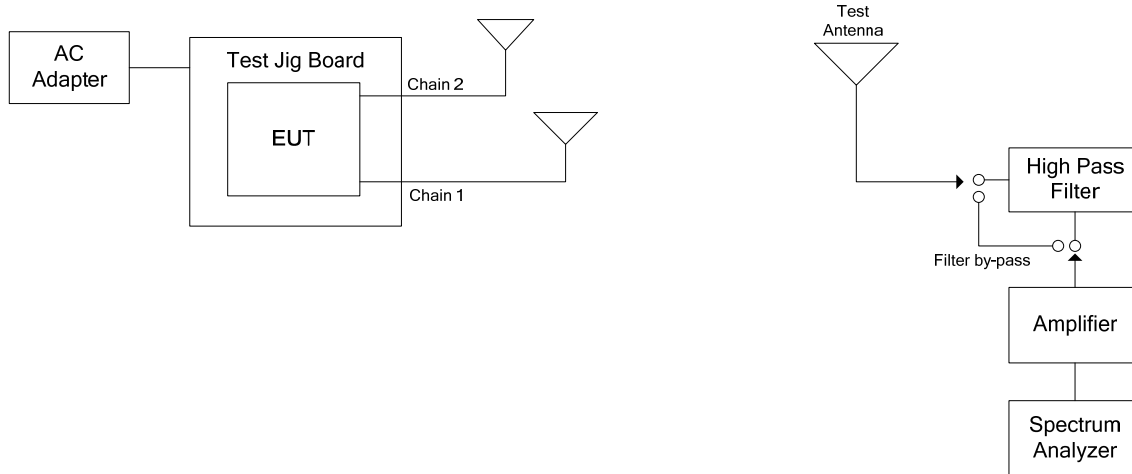 AC
Adapter
Test Jig Board
EUT
Chain 2
Chain 1
Test
Antenna
High Pass
Filter
Filter by-pass
Amplifier
Spectrum
Analyzer